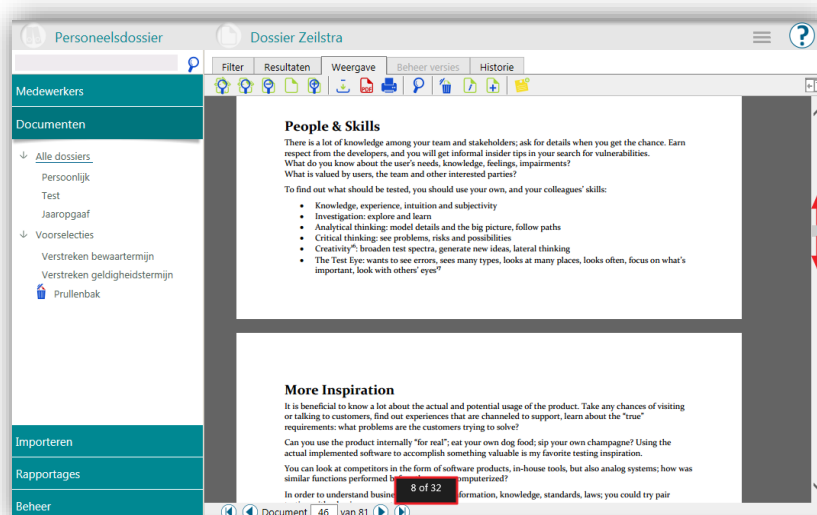 Personeelsdossier
Dossier Zeilstra
?
Filter Resultaten Weergave Beheer versies Historie
PDF
Medewerkers
Documenten
Alle dossiers
Persoonlijk
Test
Jaaropgaaf
Voorselecties
Verstreken bewaartermijn
Verstreken geldigheidstermijn
Prullenbak
Importeren
Rapportages
Beheer
People & Skills
There is a lot of knowledge among your team and stakeholders; ask for details when you get the chance. Earn
respect from the developers, and you will get informal insider tips in your search for vulnerabilities.
What do you know about the user's needs, knowledge, feelings, impairments?
What is valued by users, the team and other interested parties?
To find out what should be tested, you should use your own, and your colleagues' skills:
• Knowledge, experience, intuition and subjectivity
• Investigation: explore and learn
• Analytical thinking: model details and the big picture, follow paths
• Critical thinking: see problems, risks and possibilities
• Creativity¹⁶: broaden test spectra, generate new ideas, lateral thinking
• The Test Eye: wants to see errors, sees many types, looks at many places, looks often, focus on what's
important, look with others' eyes¹⁷
More Inspiration
It is beneficial to know a lot about the actual and potential usage of the product. Take any chances of visiting
or talking to customers, find out experiences that are channeled to support, learn about the "true"
requirements: what problems are the customers trying to solve?
Can you use the product internally "for real"; eat your own dog food; sip your own champagne? Using the
actual implemented software to accomplish something valuable is my favorite testing inspiration.
You can look at competitors in the form of software products, in-house tools, but also analog systems; how was
similar functions performed computerized?
8 of 32
In order to understand information, knowledge, standards, laws; you could try pair
Document 46 van 81